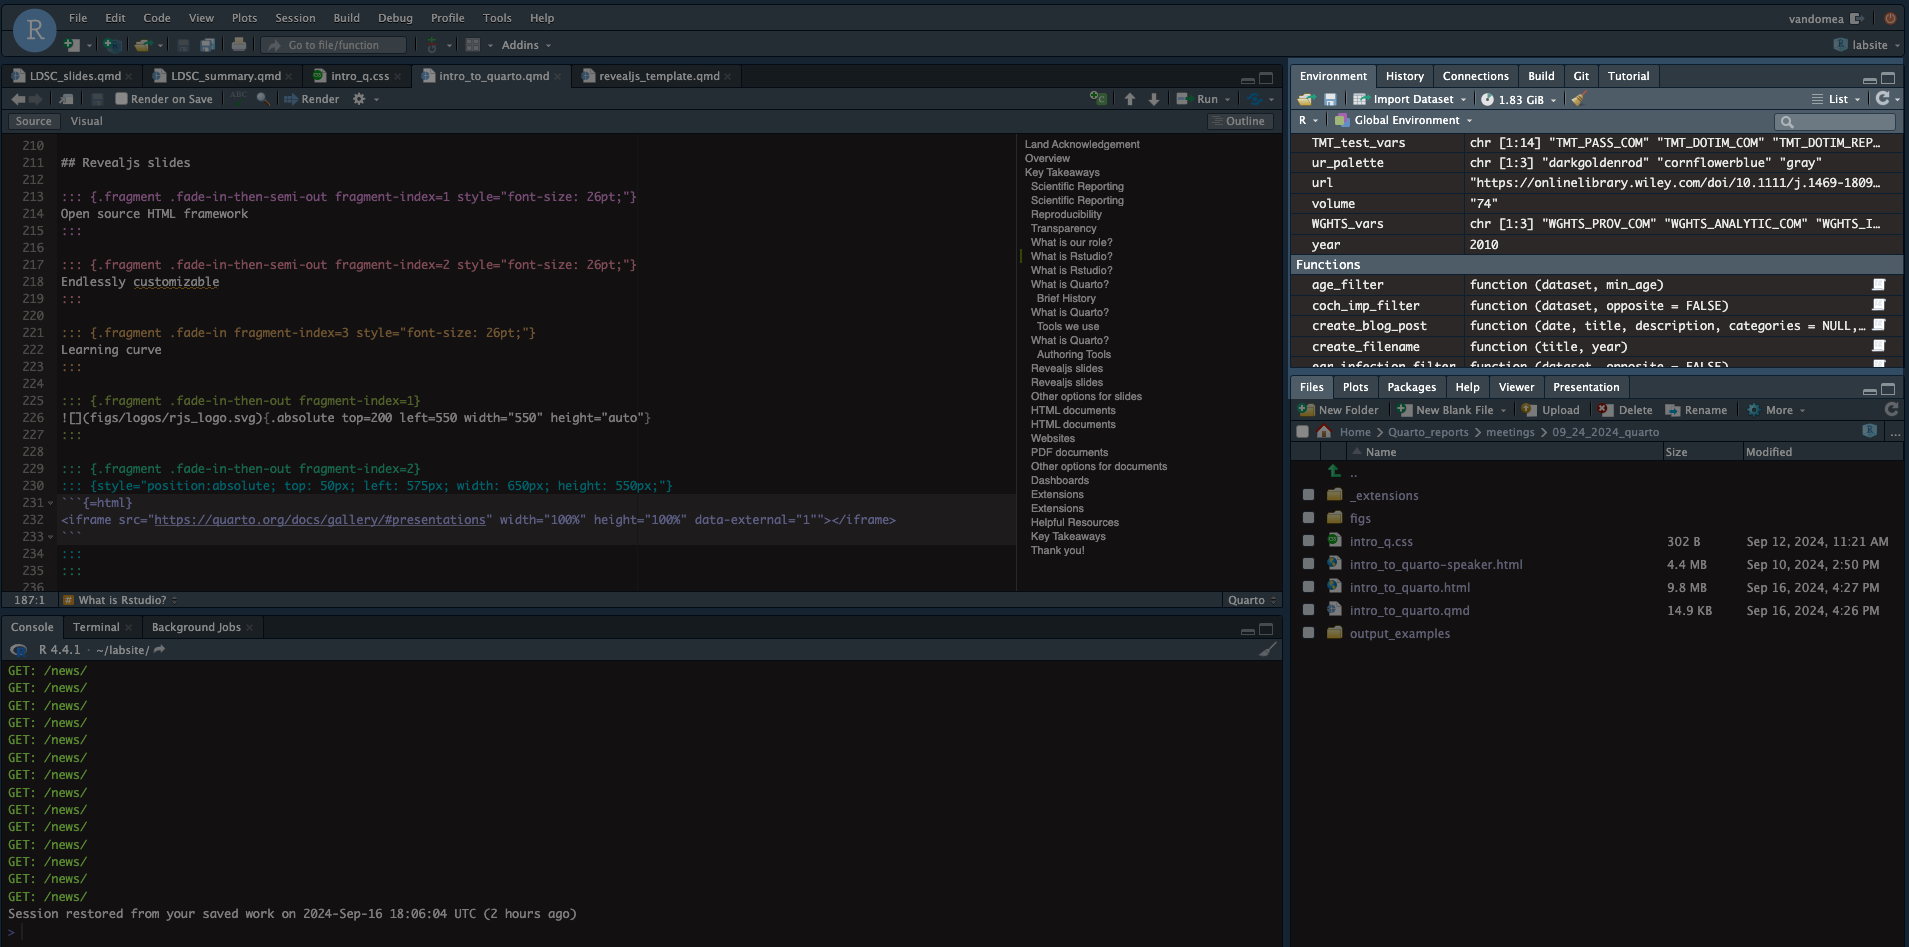 File Edit View Code View Plots Session Build Debug Profile Tools Help
vandomea
Go to file/function
Addins
labsite
LDSC_slides.qmd
LDSC_summary.qmd
intro_q.css
intro_to_quarto.qmd
revealjs_template.qmd
Render on Save
ABC
Render
Run
Source
Visual
Outline
210
211 ## Revealjs slides
212
213 ::: {.fragment .fade-in-then-semi-out fragment-index=1 style="font-size: 26pt;"}
214 Open source HTML framework
215 :::
216
217 ::: {.fragment .fade-in-then-semi-out fragment-index=2 style="font-size: 26pt;"}
218 Endlessly customizable
219 :::
220
221 ::: {.fragment .fade-in fragment-index=3 style="font-size: 26pt;"}
222 Learning curve
223 :::
224
225 ::: {.fragment .fade-in-then-out fragment-index=1}
226 ![](figs/logos/rjs_logo.svg){.absolute top=200 left=550 width="550" height="auto"}
227 :::
228
229 ::: {.fragment .fade-in-then-out fragment-index=2}
230 ::: {style="position:absolute; top: 50px; left: 575px; width: 650px; height: 550px;"}
231 ```{=html}
232 <iframe src="https://quarto.org/docs/gallery/#presentations" width="100%" height="100%" data-external="1""></iframe>
233 ```
234 :::
235 :::
236
Land Acknowledgement
Overview
Key Takeaways
Scientific Reporting
Scientific Reporting
Reproducibility
Transparency
What is our role?
What is Rstudio?
What is Rstudio?
What is Quarto?
Brief History
What is Quarto?
Tools we use
What is Quarto?
Authoring Tools
Revealjs slides
Revealjs slides
Other options for slides
HTML documents
HTML documents
Websites
PDF documents
Other options for documents
Dashboards
Extensions
Extensions
Helpful Resources
Key Takeaways
Thank you!
187:1 # What is Rstudio? Quarto
Console Terminal Background Jobs
R 4.4.1 · ~/labsite/
GET: /news/
GET: /news/
GET: /news/
GET: /news/
GET: /news/
GET: /news/
GET: /news/
GET: /news/
GET: /news/
GET: /news/
GET: /news/
GET: /news/
GET: /news/
GET: /news/
Session restored from your saved work on 2024-Sep-16 18:06:04 UTC (2 hours ago)
>
Environment History Connections Build Git Tutorial
Import Dataset 1.83 GiB List
R Global Environment
TMT_test_vars chr [1:14] "TMT_PASS_COM" "TMT_DOTIM_COM" "TMT_DOTIM_REP…
ur_palette chr [1:3] "darkgoldenrod" "cornflowerblue" "gray"
url "https://onlinelibrary.wiley.com/doi/10.1111/j.1469-1809…
volume "74"
WGHTS_vars chr [1:3] "WGHTS_PROV_COM" "WGHTS_ANALYTIC_COM" "WGHTS_I…
year 2010
Functions
age_filter function (dataset, min_age)
coch_imp_filter function (dataset, opposite = FALSE)
create_blog_post function (date, title, description, categories = NULL,…
create_filename function (title, year)
ear_infection_filter function (dataset, opposite = FALSE)
Files Plots Packages Help Viewer Presentation
New Folder New Blank File Upload Delete Rename More
Home > Quarto_reports > meetings > 09_24_2024_quarto ...
Name Size Modified
..
_extensions
figs
intro_q.css 302 B Sep 12, 2024, 11:21 AM
intro_to_quarto-speaker.html 4.4 MB Sep 10, 2024, 2:50 PM
intro_to_quarto.html 9.8 MB Sep 16, 2024, 4:27 PM
intro_to_quarto.qmd 14.9 KB Sep 16, 2024, 4:26 PM
output_examples